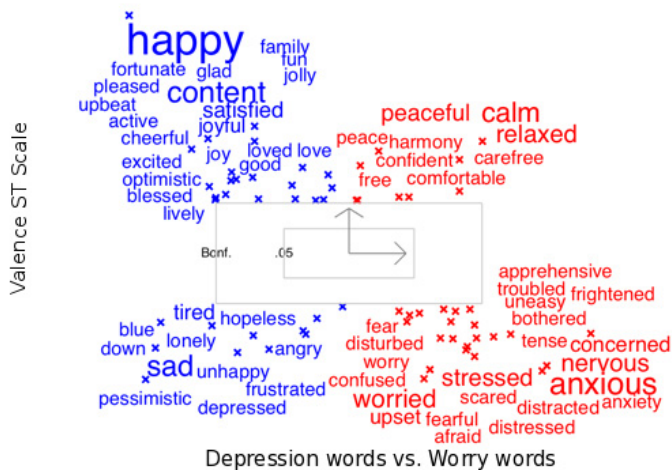 happy
family
fun
fortunate glad jolly
pleased content
upbeat satisfied
active joyful
cheerful
joy loved love
excited good
optimistic
blessed
lively
peaceful calm
peace harmony relaxed
confident carefree
free comfortable
Valence ST Scale
Bonf. .05
tired hopeless
blue lonely
down angry
sad unhappy
frustrated
pessimistic depressed
apprehensive
troubled frightened
uneasy
fear bothered
disturbed tense concerned
worry nervous
confused stressed anxious
worried scared
distracted anxiety
upset fearful
afraid distressed
Depression words vs. Worry words